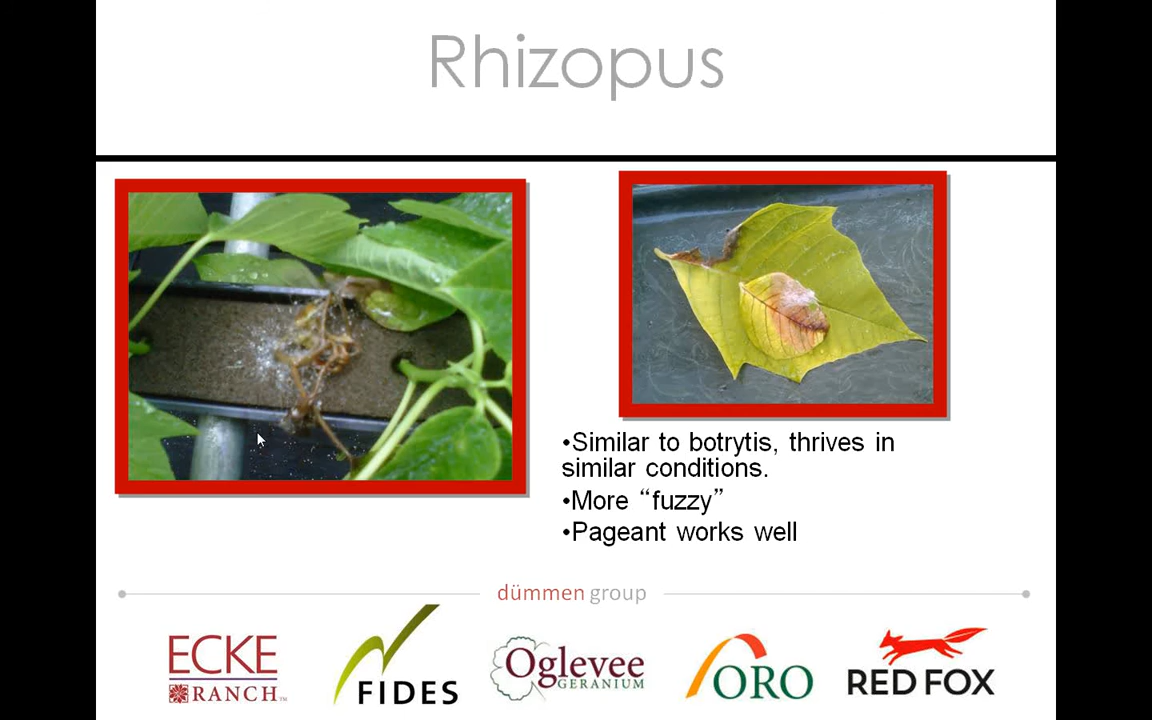 Rhizopus
•Similar to botrytis, thrives in
similar conditions.
•More “fuzzy”
•Pageant works well
dümmen group
ECKE
RANCH™
FIDES
Oglevee
GERANIUM
ORO
RED FOX